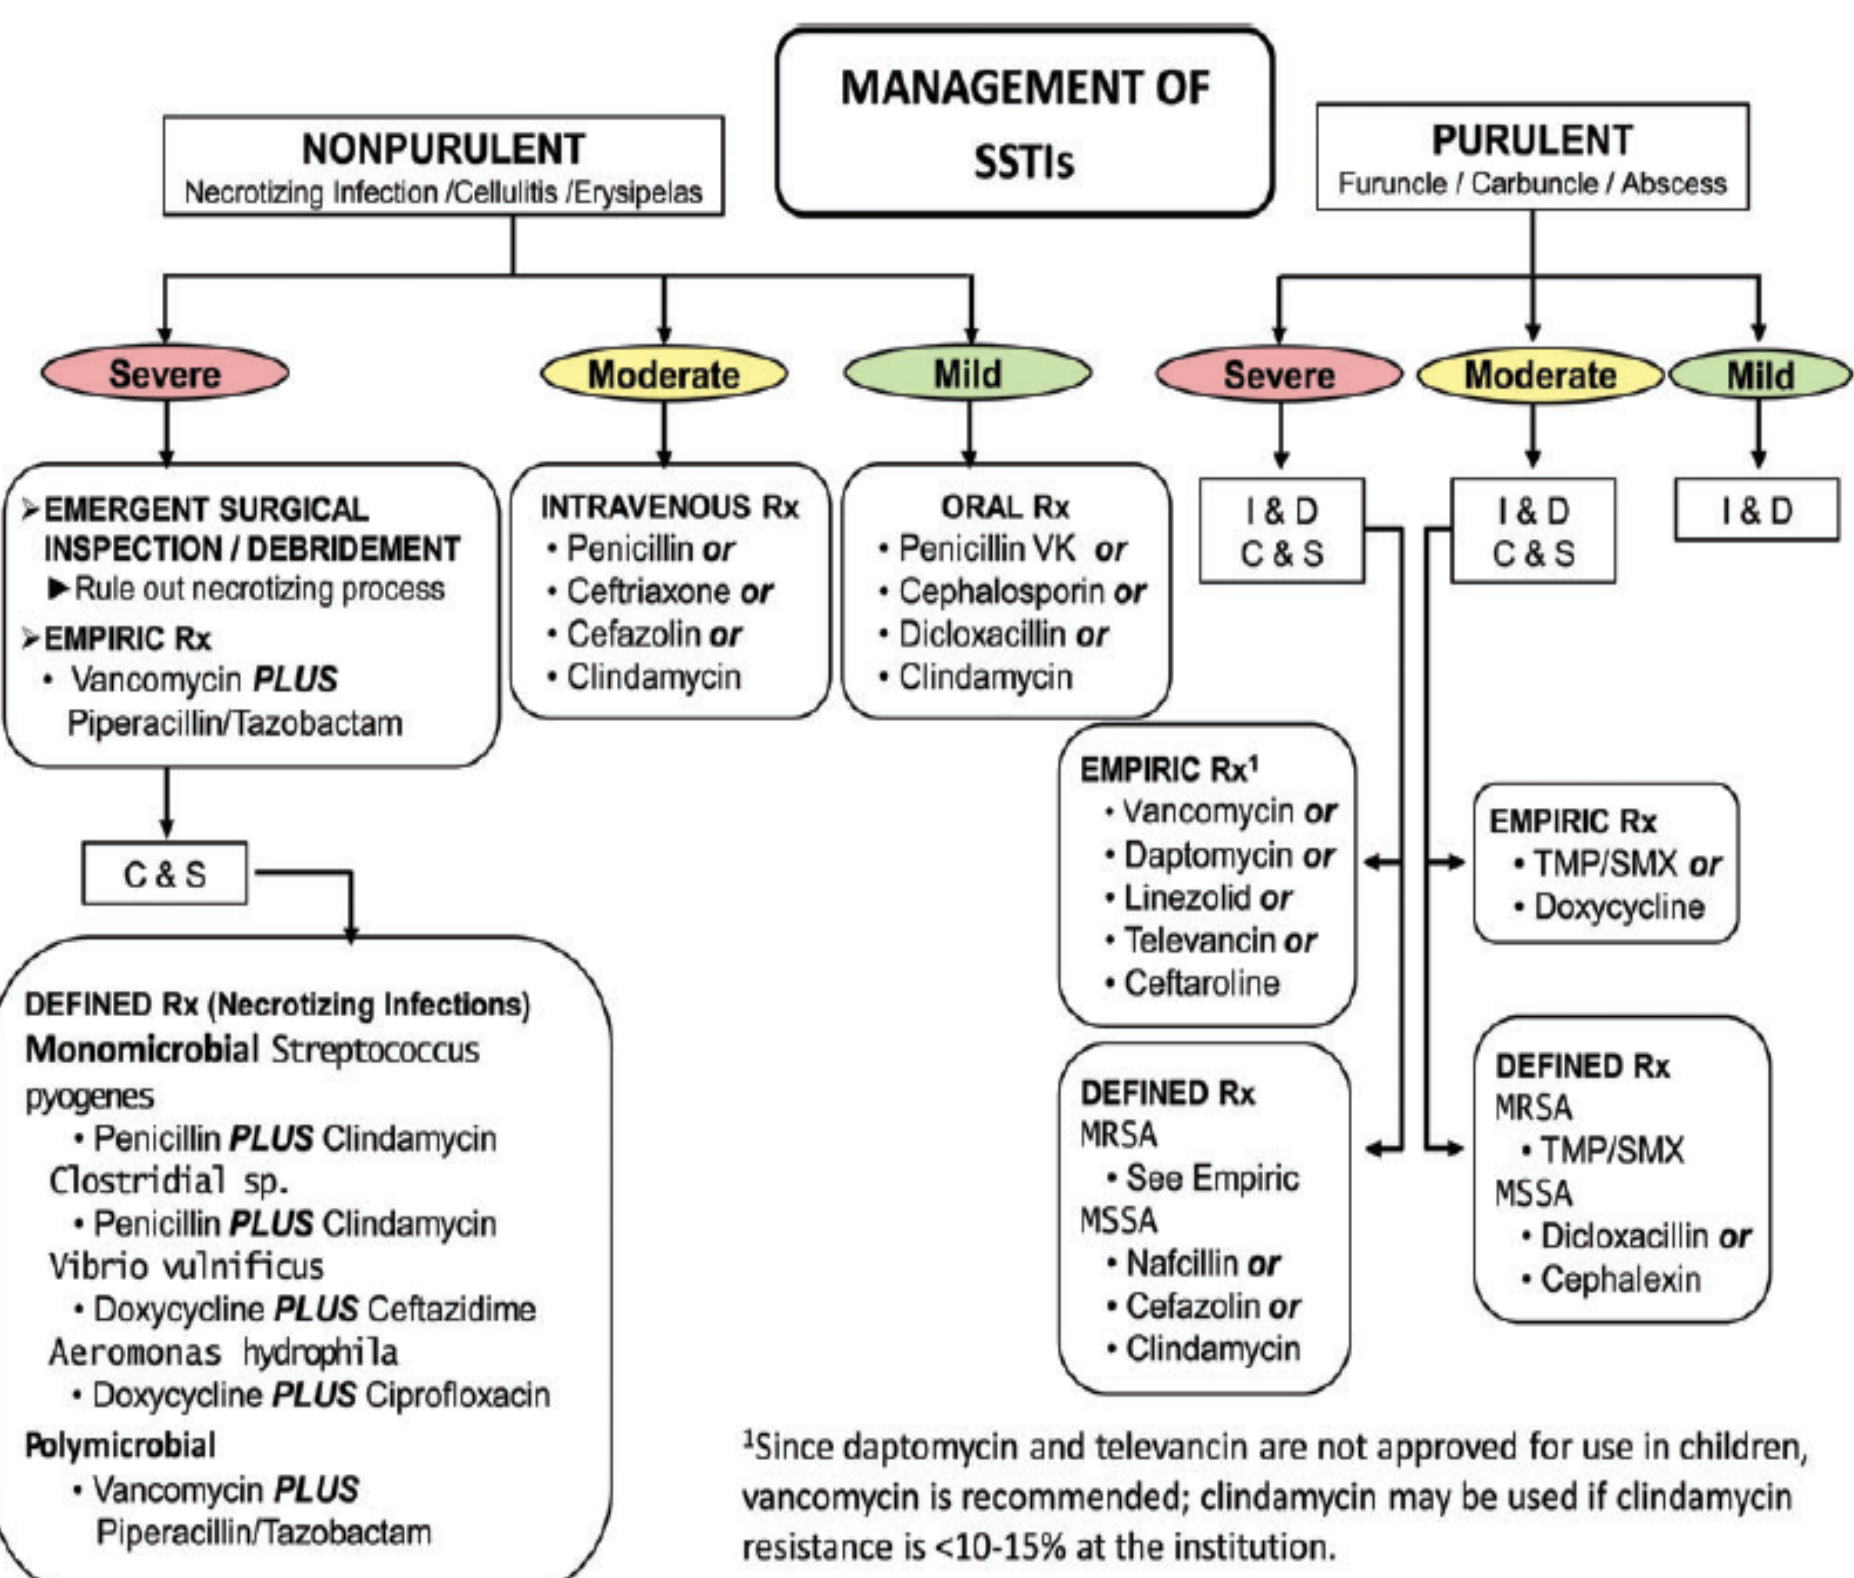 MANAGEMENT OF
SSTIs
NONPURULENT
Necrotizing Infection /Cellulitis /Erysipelas
Severe
Moderate
Mild
➢EMERGENT SURGICAL
INSPECTION / DEBRIDEMENT
►Rule out necrotizing process
➢EMPIRIC Rx
• Vancomycin PLUS
Piperacillin/Tazobactam
INTRAVENOUS Rx
• Penicillin or
• Ceftriaxone or
• Cefazolin or
• Clindamycin
ORAL Rx
• Penicillin VK or
• Cephalosporin or
• Dicloxacillin or
• Clindamycin
C & S
DEFINED Rx (Necrotizing Infections)
Monomicrobial Streptococcus
pyogenes
• Penicillin PLUS Clindamycin
Clostridial sp.
• Penicillin PLUS Clindamycin
Vibrio vulnificus
• Doxycycline PLUS Ceftazidime
Aeromonas hydrophila
• Doxycycline PLUS Ciprofloxacin
Polymicrobial
• Vancomycin PLUS
Piperacillin/Tazobactam
PURULENT
Furuncle / Carbuncle / Abscess
Severe
Moderate
Mild
I & D
C & S
I & D
C & S
I & D
EMPIRIC Rx¹
• Vancomycin or
• Daptomycin or
• Linezolid or
• Televancin or
• Ceftaroline
EMPIRIC Rx
• TMP/SMX or
• Doxycycline
DEFINED Rx
MRSA
• See Empiric
MSSA
• Nafcillin or
• Cefazolin or
• Clindamycin
DEFINED Rx
MRSA
• TMP/SMX
MSSA
• Dicloxacillin or
• Cephalexin
¹Since daptomycin and televancin are not approved for use in children,
vancomycin is recommended; clindamycin may be used if clindamycin
resistance is <10-15% at the institution.